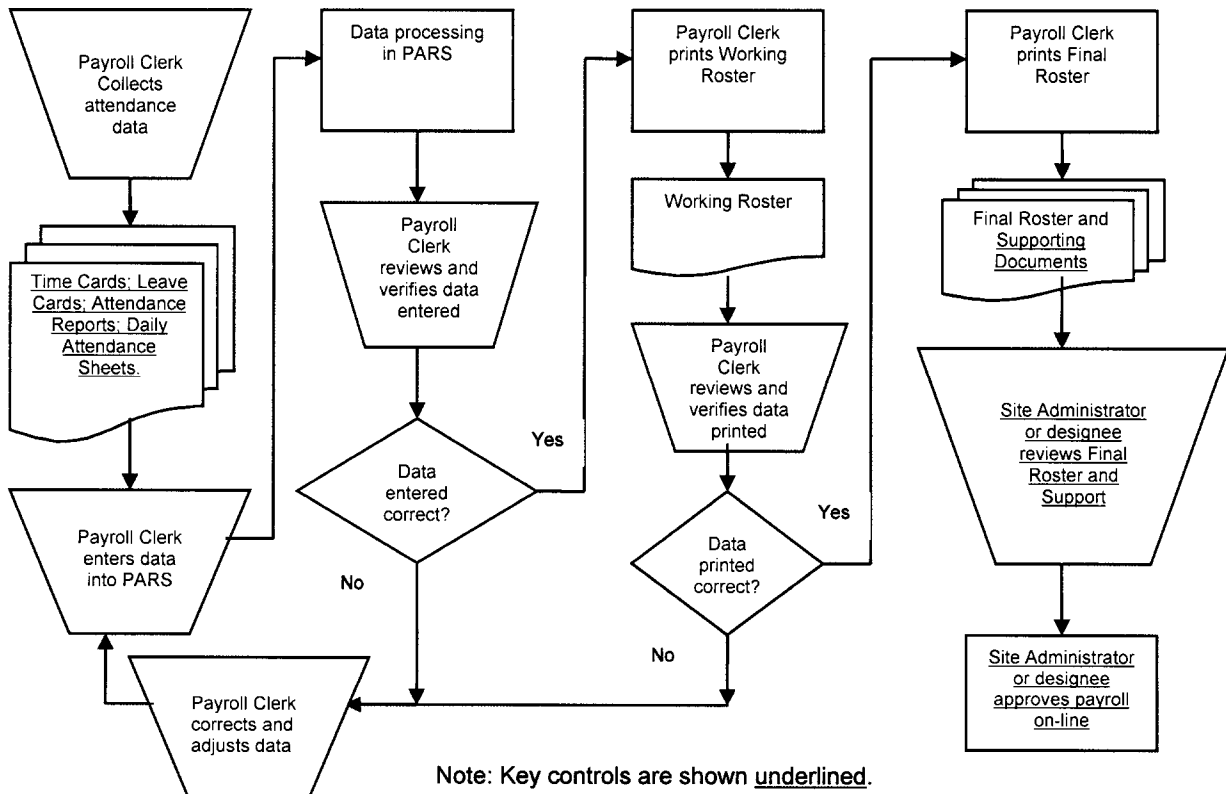 Payroll Clerk
Collects
attendance
data
Time Cards; Leave
Cards; Attendance
Reports; Daily
Attendance
Sheets.
Payroll Clerk
enters data
into PARS
Payroll Clerk
corrects and
adjusts data
Data processing
in PARS
Payroll
Clerk
reviews and
verifies data
entered
Data
entered
correct?
Yes
No
Payroll Clerk
prints Working
Roster
Working Roster
Payroll
Clerk
reviews and
verifies data
printed
Data
printed
correct?
Yes
No
Payroll Clerk
prints Final
Roster
Final Roster and
Supporting
Documents
Site Administrator
or designee
reviews Final
Roster and
Support
Site Administrator
or designee
approves payroll
on-line
Note: Key controls are shown underlined.